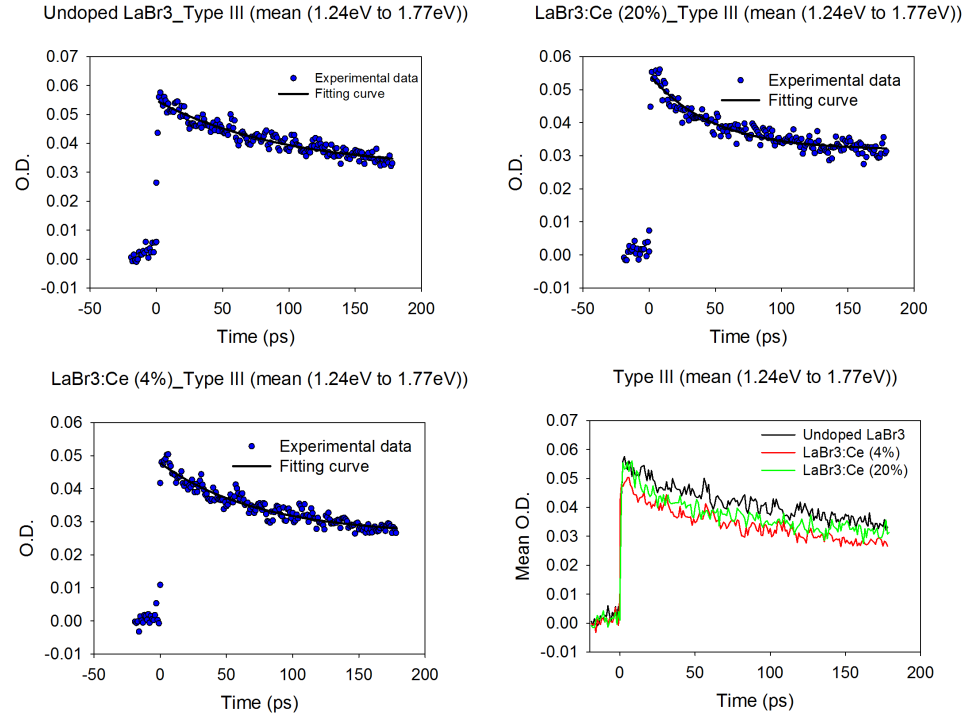 Undoped LaBr3_Type III (mean (1.24eV to 1.77eV))
0.07
0.06
0.05
0.04
0.03
0.02
0.01
0.00
-0.01
O.D.
Experimental data
Fitting curve
-50
0
50
100
150
200
Time (ps)
LaBr3:Ce (20%)_Type III (mean (1.24eV to 1.77eV))
0.06
0.05
0.04
0.03
0.02
0.01
0.00
-0.01
O.D.
Experimental data
Fitting curve
-50
0
50
100
150
200
Time (ps)
LaBr3:Ce (4%)_Type III (mean (1.24eV to 1.77eV))
0.06
0.05
0.04
0.03
0.02
0.01
0.00
-0.01
O.D.
Experimental data
Fitting curve
-50
0
50
100
150
200
Time (ps)
Type III (mean (1.24eV to 1.77eV))
0.07
0.06
0.05
0.04
0.03
0.02
0.01
0.00
-0.01
Mean O.D.
Undoped LaBr3
LaBr3:Ce (4%)
LaBr3:Ce (20%)
0
50
100
150
200
Time (ps)